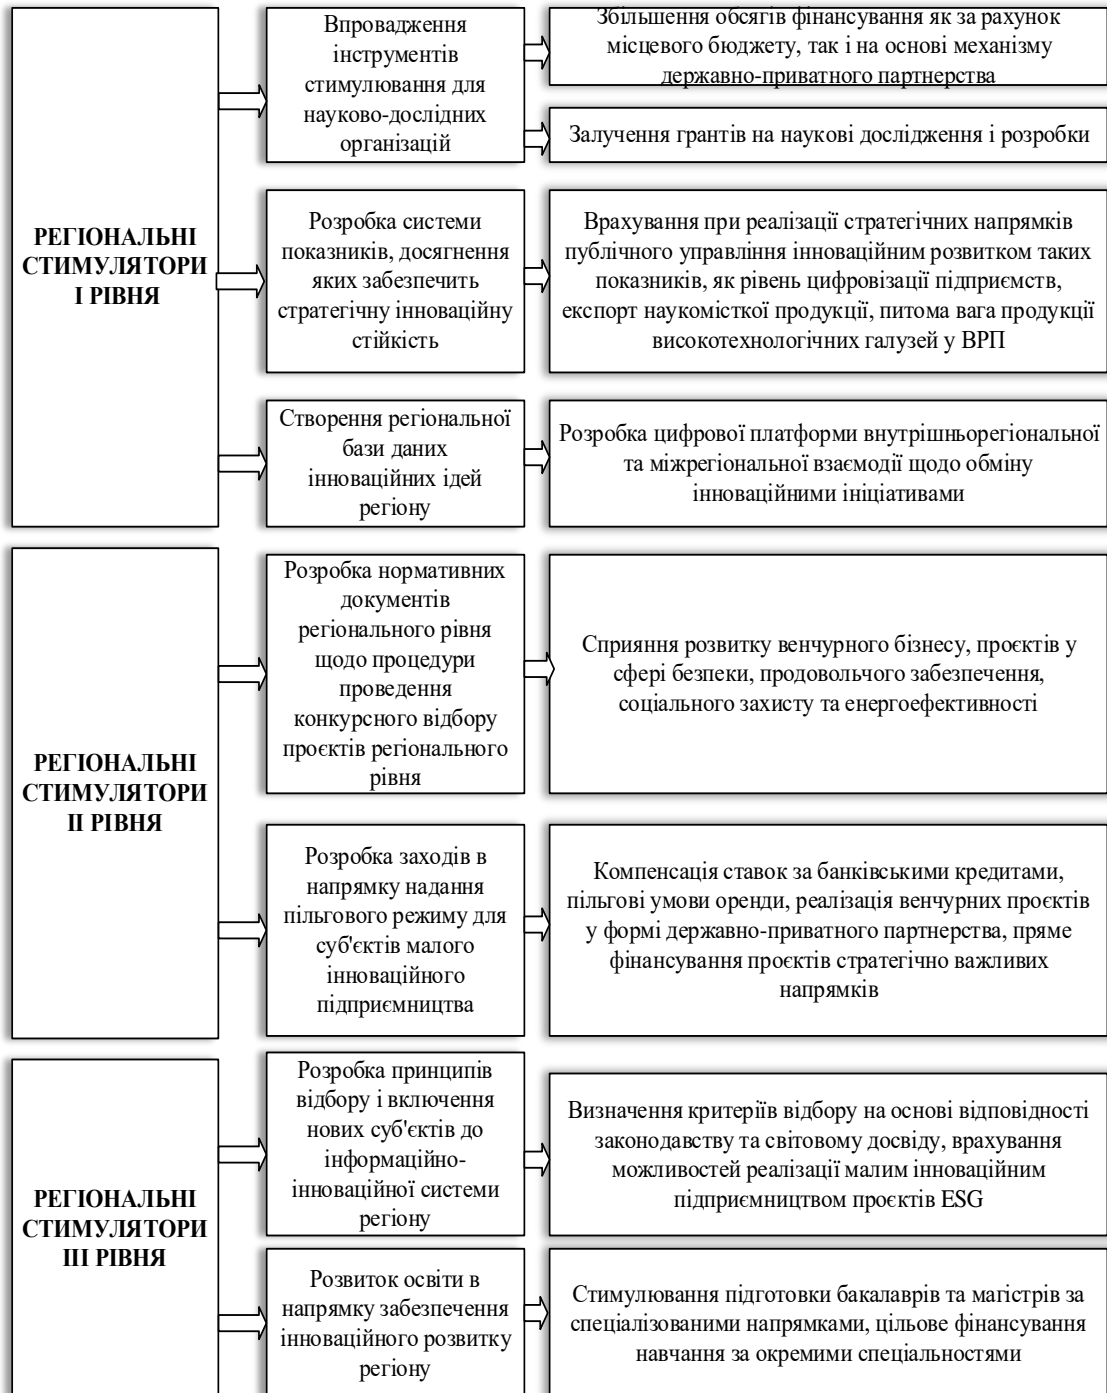 РЕГІОНАЛЬНІ
СТИМУЛЯТОРИ
І РІВНЯ
Впровадження
інструментів
стимулювання для
науково-дослідних
організацій
Збільшення обсягів фінансування як за рахунок
місцевого бюджету, так і на основі механізму
державно-приватного партнерства
Залучення грантів на наукові дослідження і розробки
Розробка системи
показників, досягнення
яких забезпечить
стратегічну інноваційну
стійкість
Врахування при реалізації стратегічних напрямків
публічного управління інноваційним розвитком таких
показників, як рівень цифровізації підприємств,
експорт наукомісткої продукції, питома вага продукції
високотехнологічних галузей у ВРП
Створення регіональної
бази даних
інноваційних ідей
регіону
Розробка цифрової платформи внутрішньорегіональної
та міжрегіональної взаємодії щодо обміну
інноваційними ініціативами
РЕГІОНАЛЬНІ
СТИМУЛЯТОРИ
ІІ РІВНЯ
Розробка нормативних
документів
регіонального рівня
щодо процедури
проведення
конкурсного відбору
проєктів регіонального
рівня
Сприяння розвитку венчурного бізнесу, проєктів у
сфері безпеки, продовольчого забезпечення,
соціального захисту та енергоефективності
Розробка заходів в
напрямку надання
пільгового режиму для
суб'єктів малого
інноваційного
підприємництва
Компенсація ставок за банківськими кредитами,
пільгові умови оренди, реалізація венчурних проєктів
у формі державно-приватного партнерства, пряме
фінансування проєктів стратегічно важливих
напрямків
РЕГІОНАЛЬНІ
СТИМУЛЯТОРИ
ІІІ РІВНЯ
Розробка принципів
відбору і включення
нових суб'єктів до
інформаційно-
інноваційної системи
регіону
Визначення критеріїв відбору на основі відповідності
законодавству та світовому досвіду, врахування
можливостей реалізації малим інноваційним
підприємництвом проєктів ESG
Розвиток освіти в
напрямку забезпечення
інноваційного розвитку
регіону
Стимулювання підготовки бакалаврів та магістрів за
спеціалізованими напрямками, цільове фінансування
навчання за окремими спеціальностями